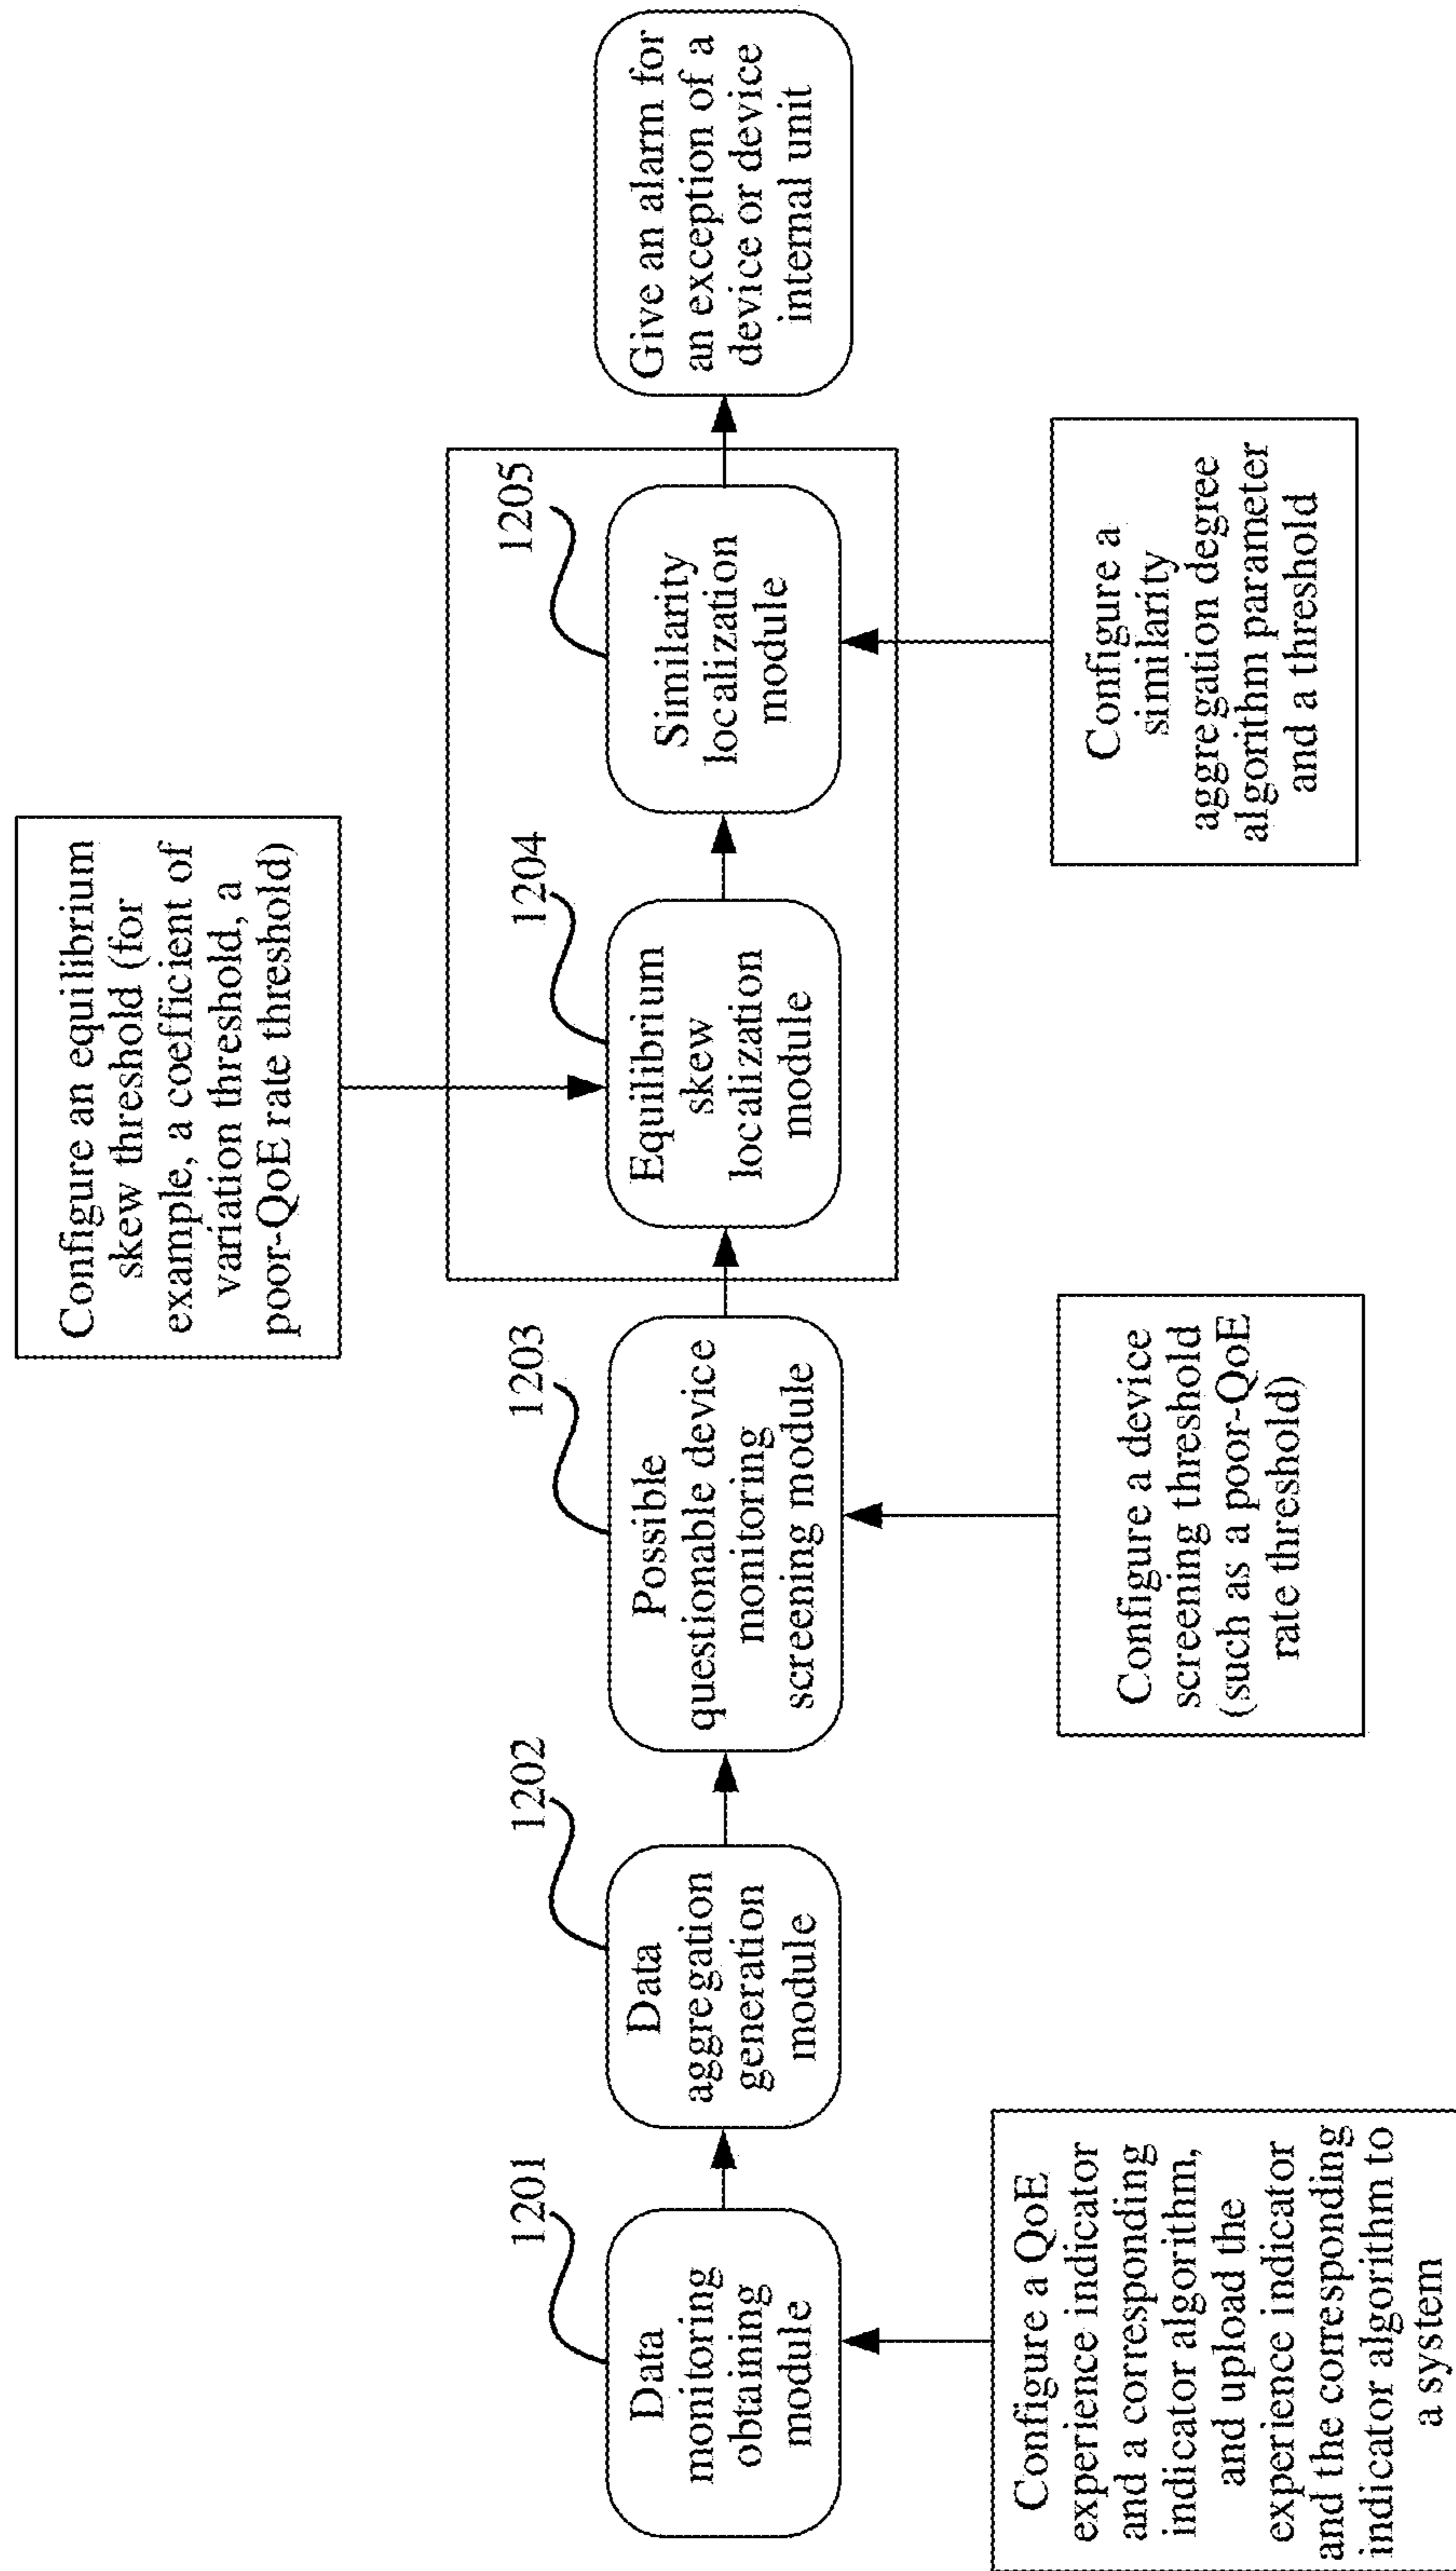 Configure an equilibrium
skew threshold (for
example, a coefficient of
variation threshold, a
poor-QoE rate threshold)
1201
1202
1203
1204
1205
Data
monitoring
obtaining
module
Data
aggregation
generation
module
Possible
questionable device
monitoring
screening module
Equilibrium
skew
localization
module
Similarity
localization
module
Give an alarm for
an exception of a
device or device
internal unit
Configure a QoE
experience indicator
and a corresponding
indicator algorithm,
and upload the
experience indicator
and the corresponding
indicator algorithm to
a system
Configure a device
screening threshold
(such as a poor-QoE
rate threshold)
Configure a
similarity
aggregation degree
algorithm parameter
and a threshold